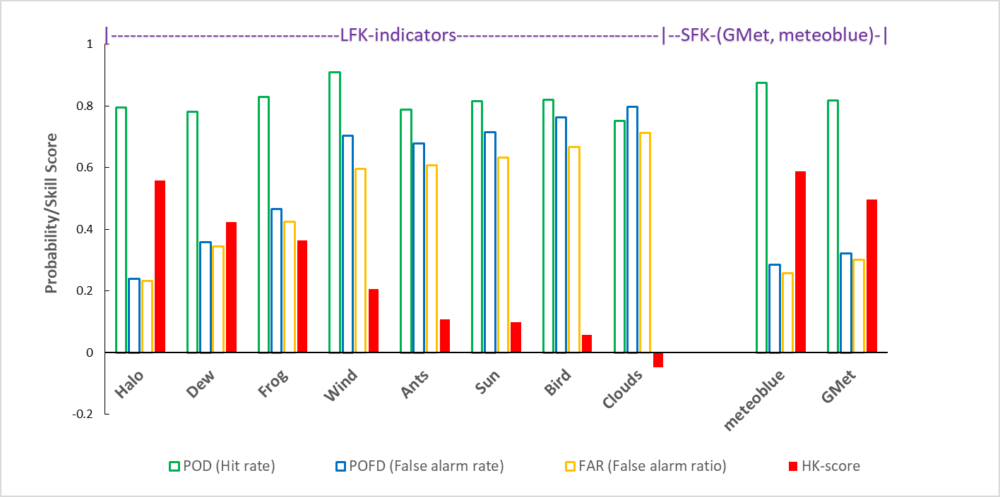 |------------------------------------LFK-indicators--------------------------------|--SFK-(GMet, meteoblue)-|
1
0.8
0.6
0.4
0.2
0
-0.2
Probability/Skill Score
Halo
Dew
Frog
Wind
Ants
Sun
Bird
Clouds
meteoblue
GMet
POD (Hit rate)
POFD (False alarm rate)
FAR (False alarm ratio)
HK-score